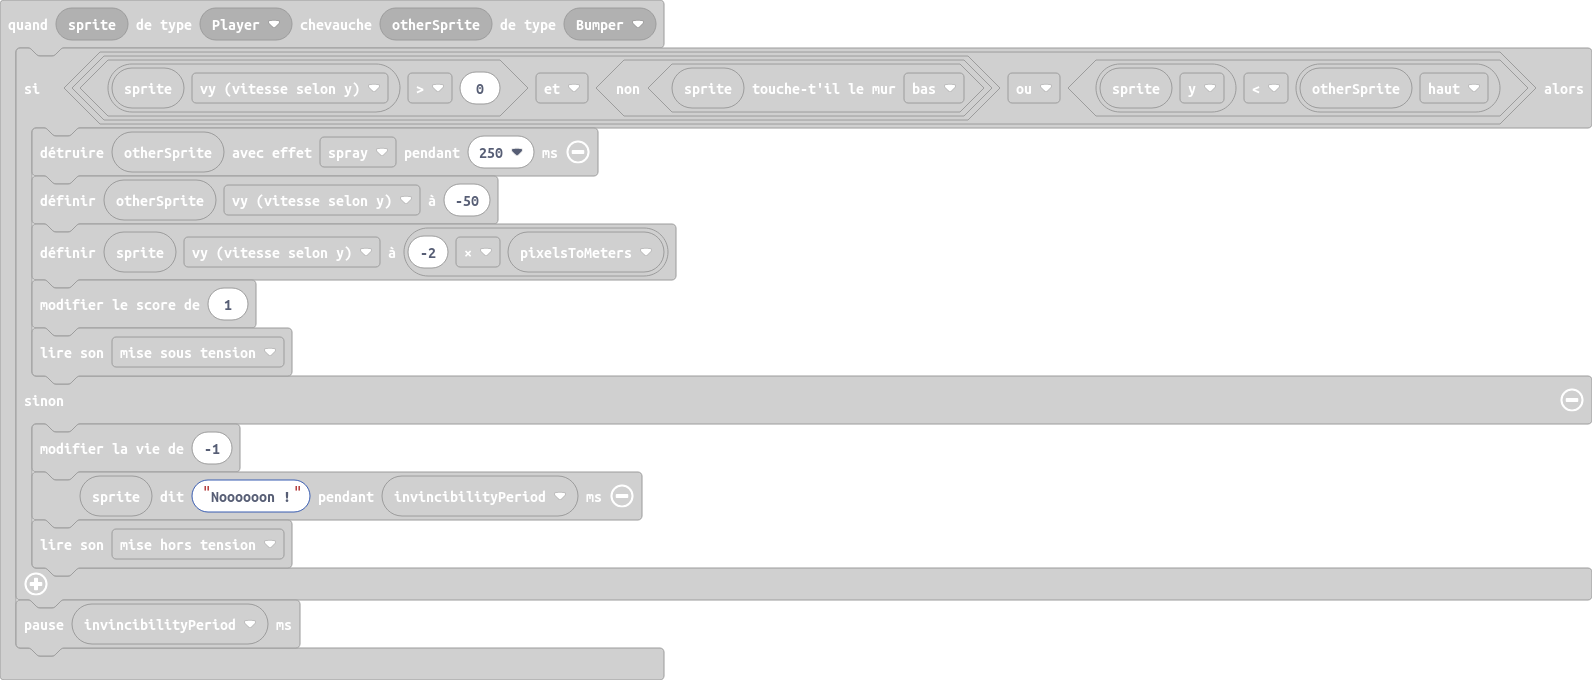 quand sprite de type Player chevauche otherSprite de type Bumper
si sprite vy (vitesse selon y) > 0 et non sprite touche-t'il le mur bas ou sprite y < otherSprite haut alors
détruire otherSprite avec effet spray pendant 250 ms
définir otherSprite vy (vitesse selon y) à -50
définir sprite vy (vitesse selon y) à -2 × pixelsToMeters
modifier le score de 1
lire son mise sous tension
sinon
modifier la vie de -1
sprite dit "Noooooon !" pendant invincibilityPeriod ms
lire son mise hors tension
pause invincibilityPeriod ms